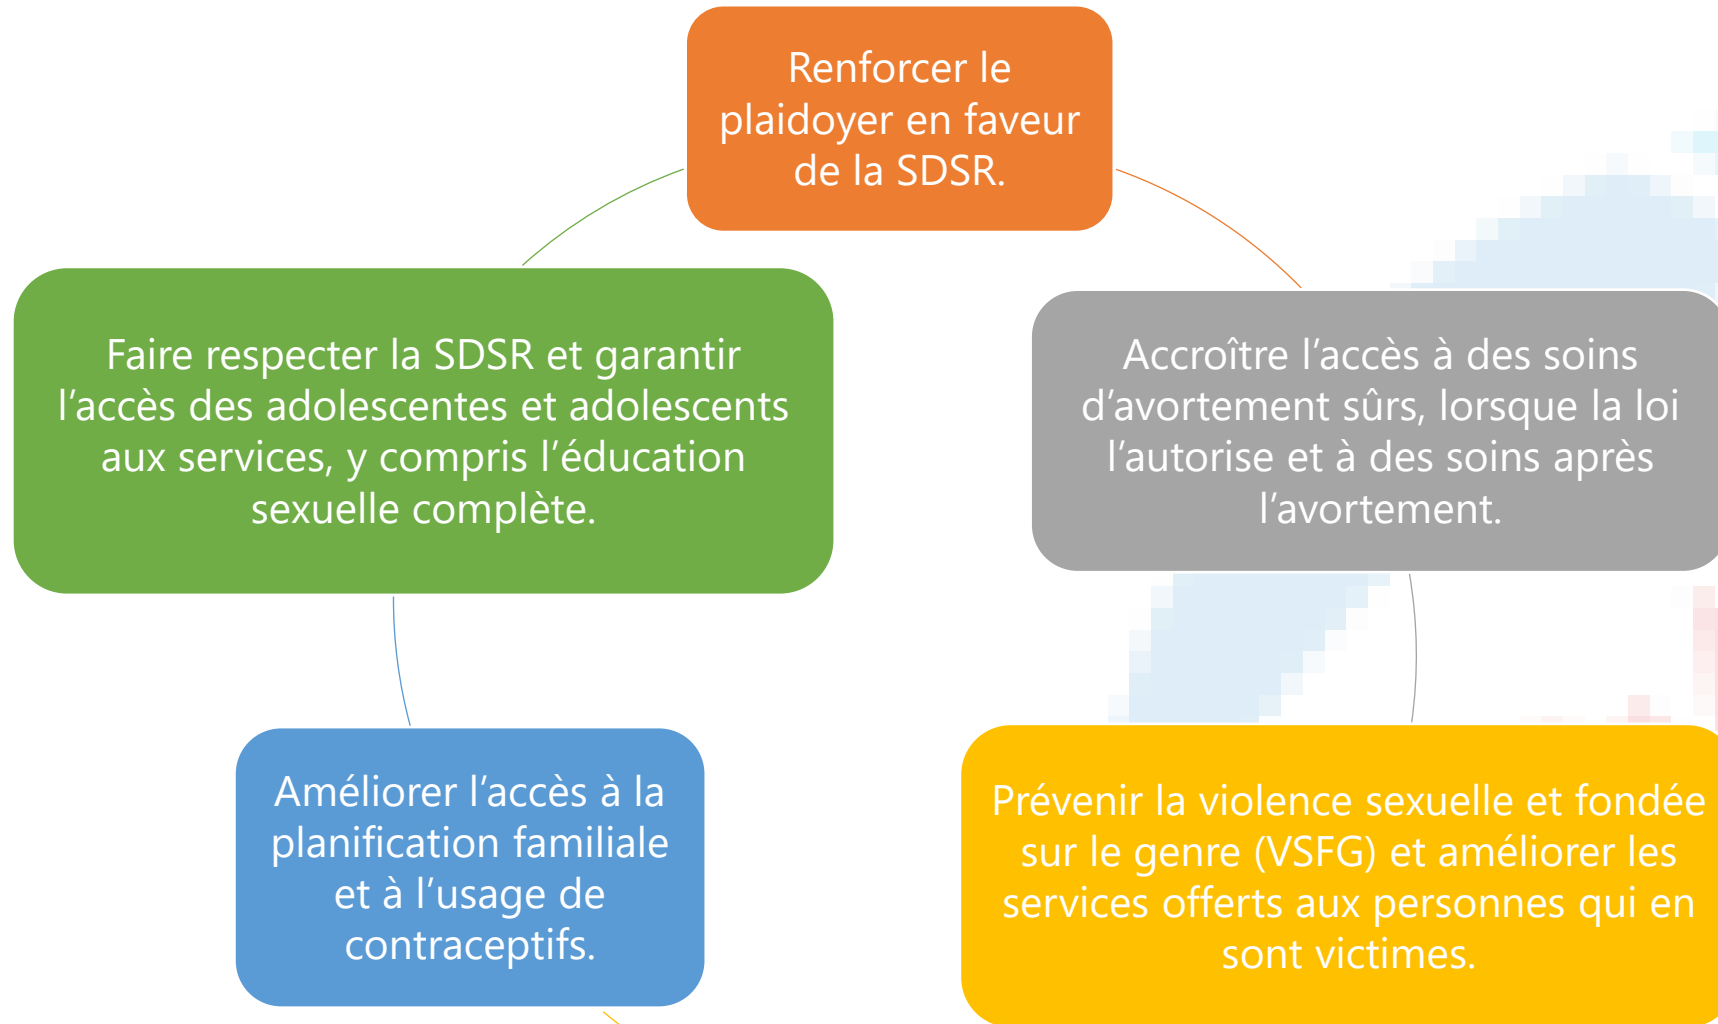 Renforcer le
plaidoyer en faveur
de la SDSR.
Faire respecter la SDSR et garantir
l’accès des adolescentes et adolescents
aux services, y compris l’éducation
sexuelle complète.
Accroître l’accès à des soins
d’avortement sûrs, lorsque la loi
l’autorise et à des soins après
l’avortement.
Améliorer l’accès à la
planification familiale
et à l’usage de
contraceptifs.
Prévenir la violence sexuelle et fondée
sur le genre (VSFG) et améliorer les
services offerts aux personnes qui en
sont victimes.